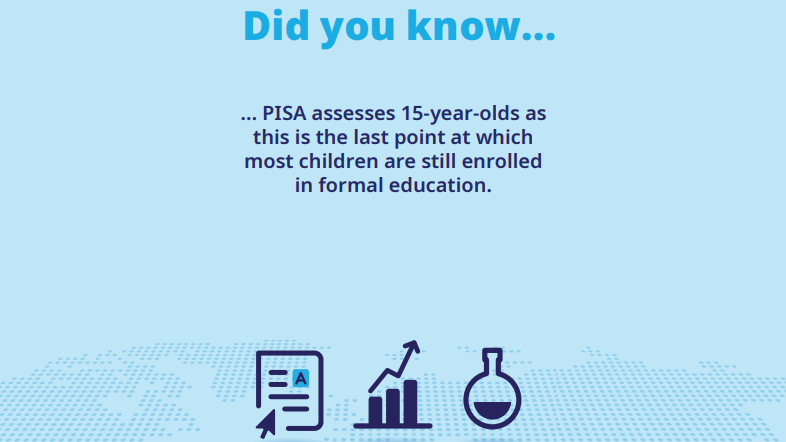 Did you know...
... PISA assesses 15-year-olds as
this is the last point at which
most children are still enrolled
in formal education.
A